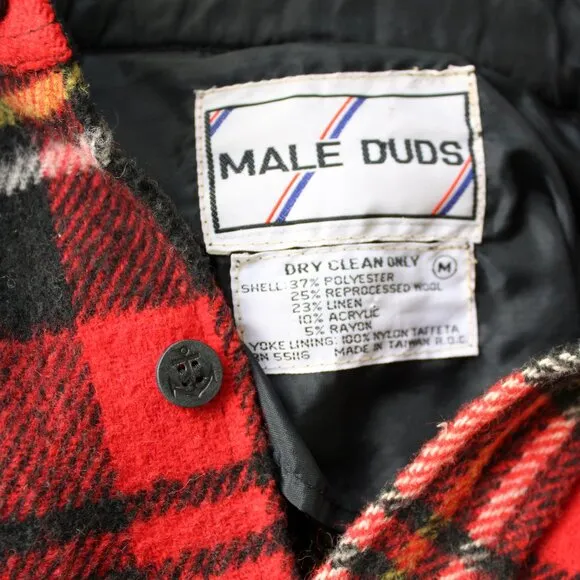 MALE DUDS
DRY CLEAN ONLY M
SHELL: 37% POLYESTER
25% REPROCESSED WOOL
23% LINEN
10% ACRYLIC
5% RAYON
YOKE LINING: 100% NYLON TAFFETA
RN 55116 MADE IN TAIWAN R.O.C